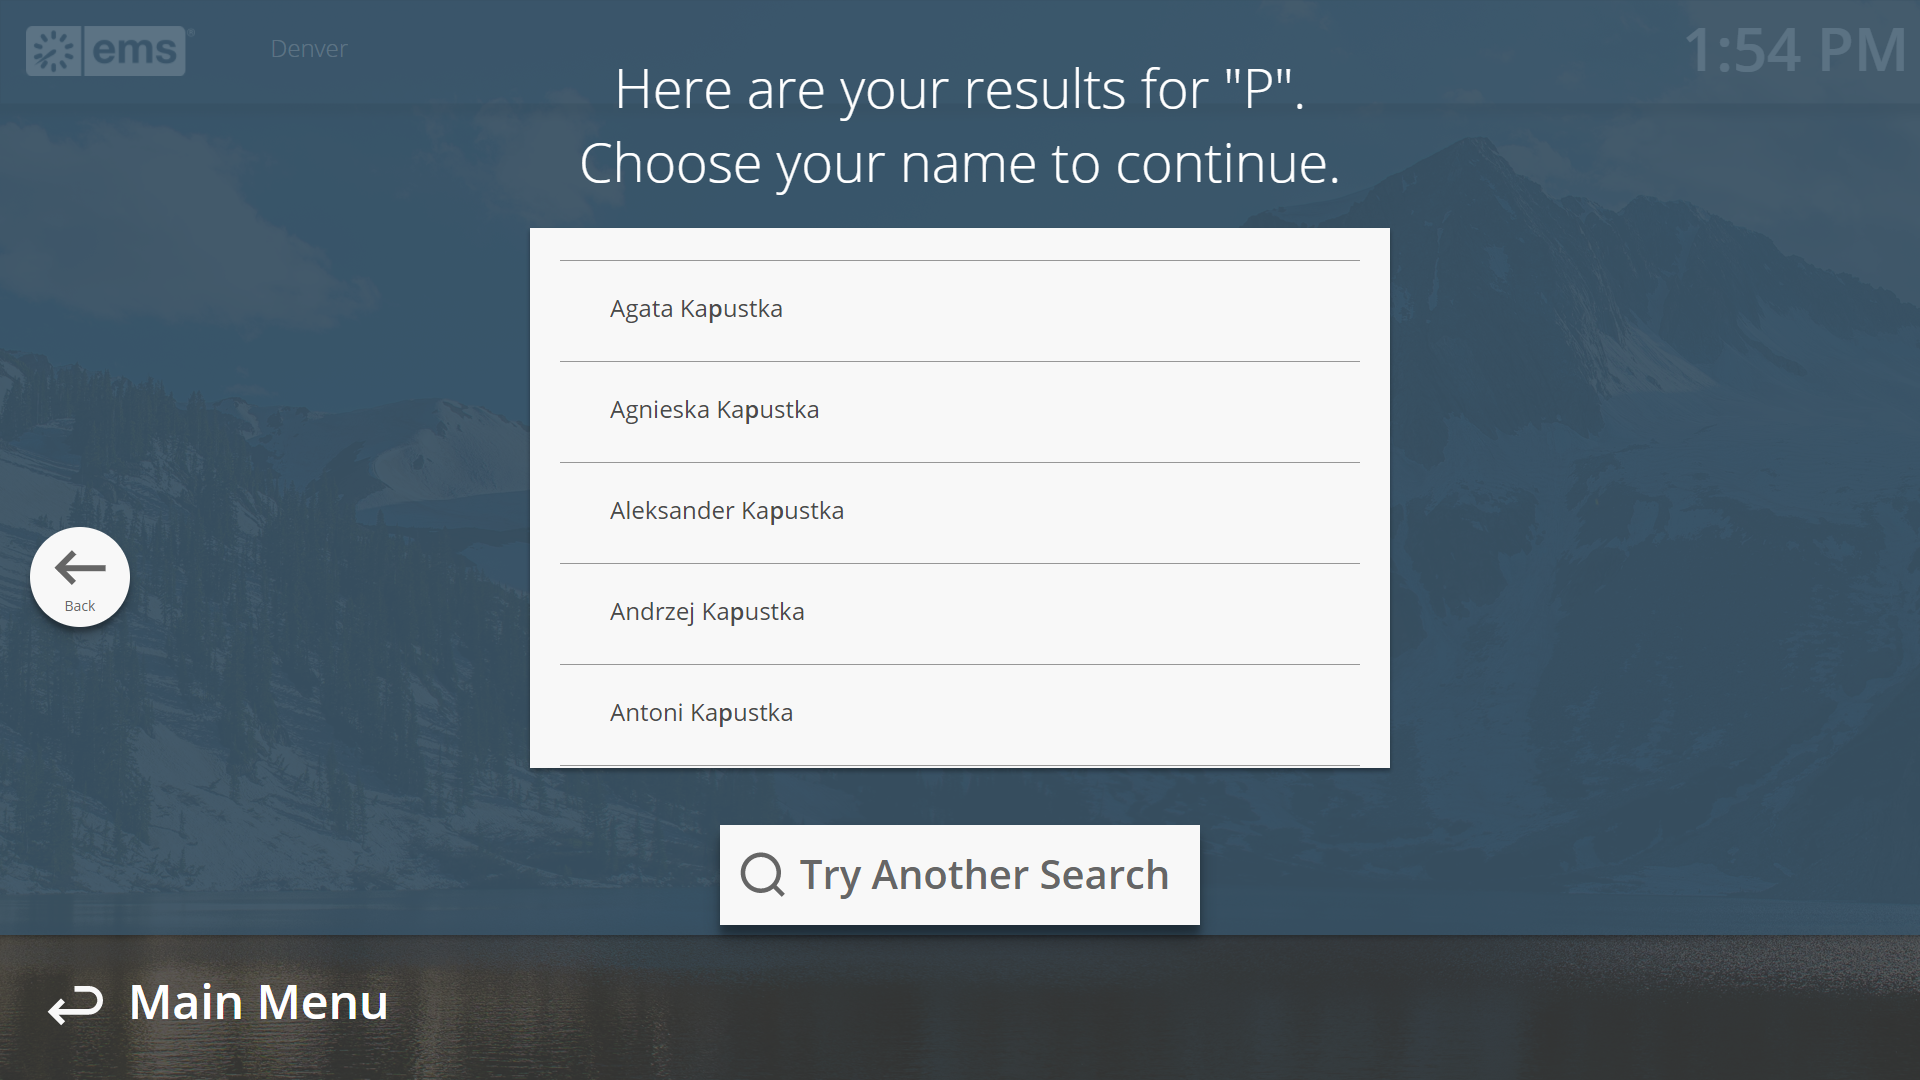 ems®
Denver
1:54 PM
Here are your results for "P".
Choose your name to continue.
Agata Kapustka
Agnieska Kapustka
Aleksander Kapustka
Andrzej Kapustka
Antoni Kapustka
Back
Try Another Search
Main Menu